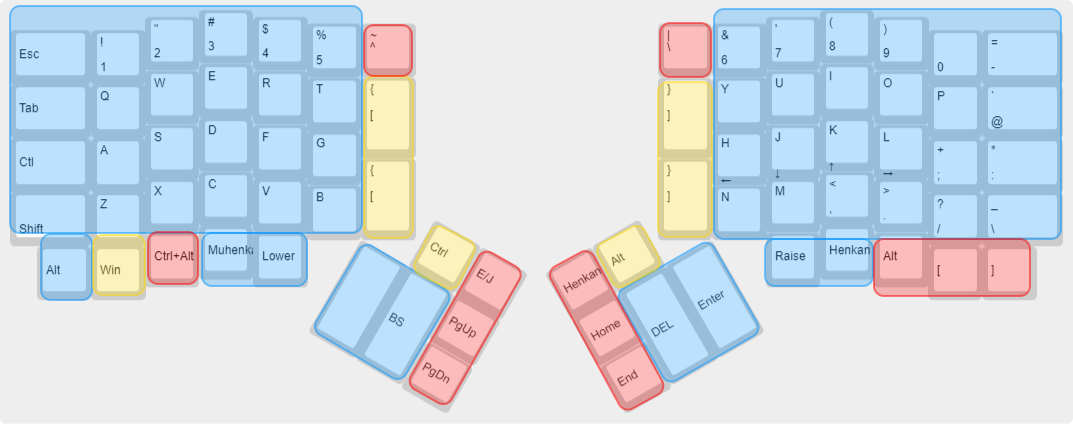 Esc
! 1
" 2
# 3
$ 4
% 5
~ ^
| \
& 6
' 7
( 8
) 9
0
= -
Tab
Q
W
E
R
T
{ [
} ]
Y
U
I
O
P
` @
Ctl
A
S
D
F
G
{ [
} ]
H ←
J ↓
K ↑
L →
+ ;
* :
Shift
Z
X
C
V
B
N
M
< ,
> .
? /
_ \
Alt
Win
Ctrl+Alt
Muhenk
Lower
Ctrl
E/J
BS
PgUp
PgDn
Alt
Henkan
Home
End
DEL
Enter
Raise
Henkan
Alt
[
]